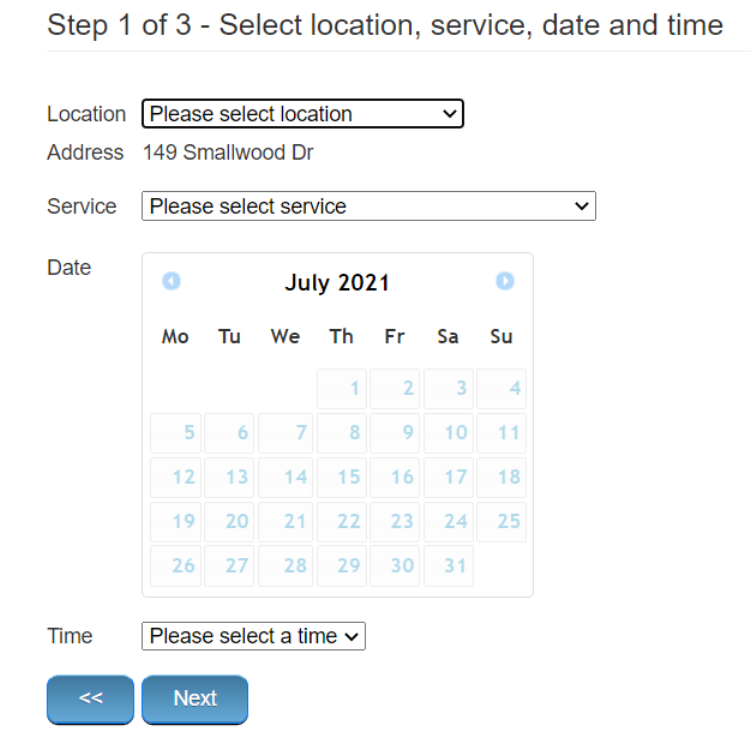 Step 1 of 3 - Select location, service, date and time
Location Please select location
Address 149 Smallwood Dr
Service Please select service
Date
July 2021
Mo Tu We Th Fr Sa Su
1 2 3 4
5 6 7 8 9 10 11
12 13 14 15 16 17 18
19 20 21 22 23 24 25
26 27 28 29 30 31
Time Please select a time
<< Next